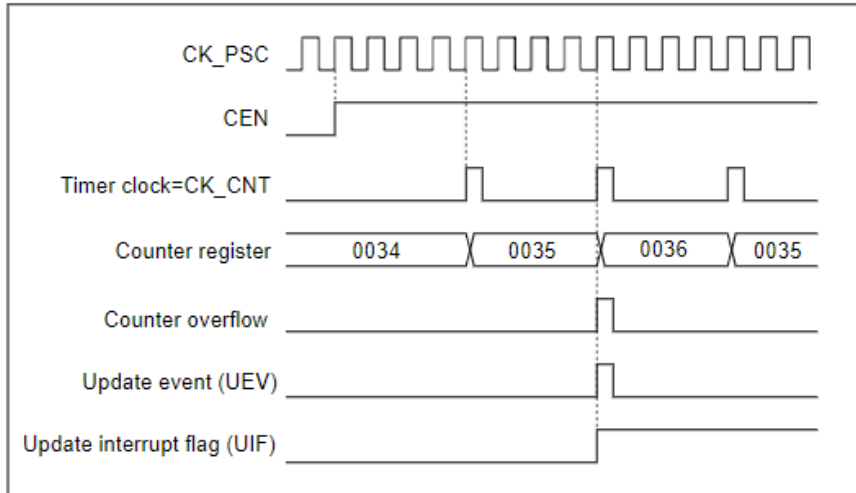 CK_PSC
CEN
Timer clock=CK_CNT
Counter register
0034 0035 0036 0035
Counter overflow
Update event (UEV)
Update interrupt flag (UIF)